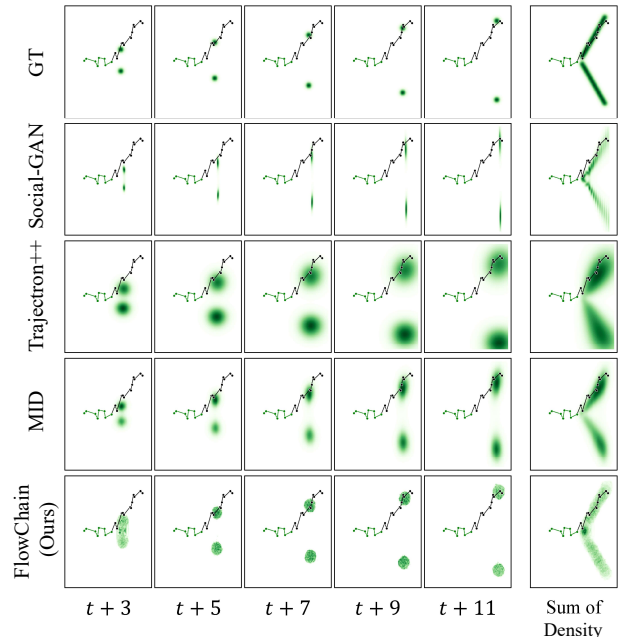 GT
Social-GAN
Trajectron++
MID
FlowChain
(Ours)
t + 3
t + 5
t + 7
t + 9
t + 11
Sum of
Density